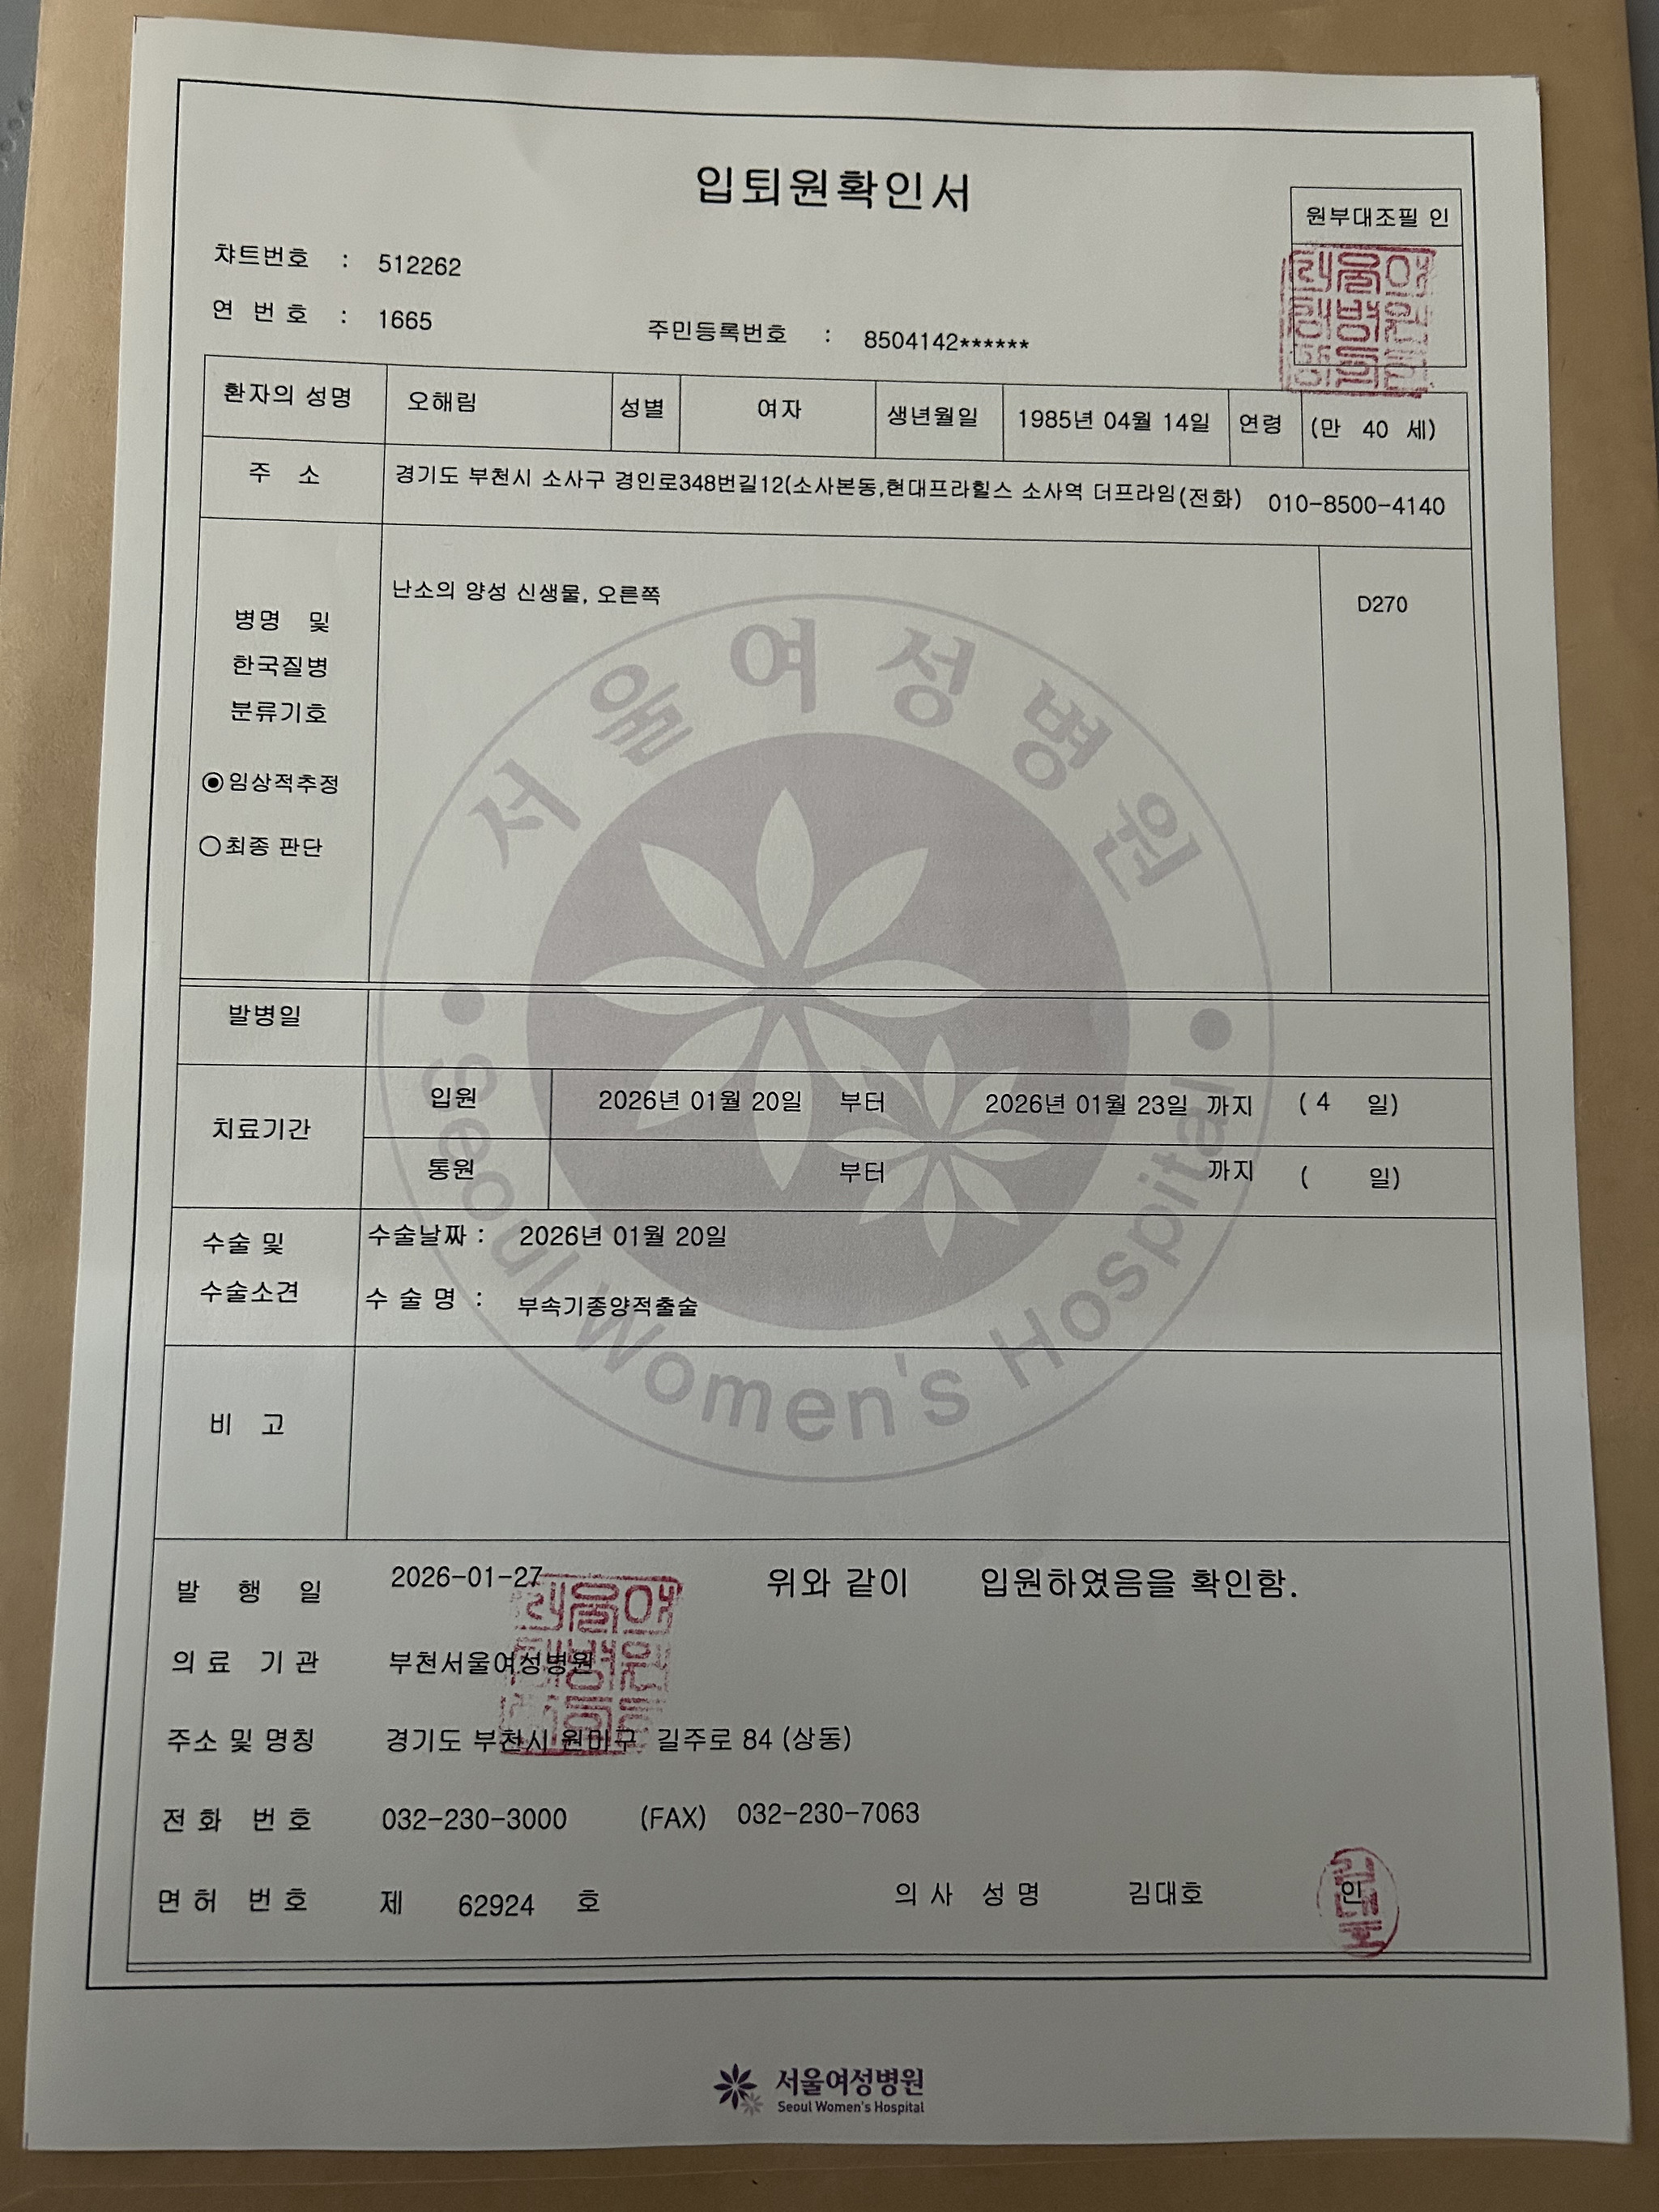 입퇴원확인서
원부대조필 인
챠트번호 : 512262
연 번 호 : 1665
주민등록번호 : 8504142******
환자의 성명 오해림 성별 여자 생년월일 1985년 04월 14일 연령 (만 40 세)
주 소 경기도 부천시 소사구 경인로348번길12(소사본동,현대프라힐스 소사역 더프라임(전화) 010-8500-4140
병명 및
한국질병
분류기호
난소의 양성 신생물, 오른쪽 D270
임상적추정
최종 판단
서울여성병원
Seoul Women's Hospital
발병일
치료기간
입원 2026년 01월 20일 부터 2026년 01월 23일 까지 ( 4 일)
통원 부터 까지 ( 일)
수술 및
수술소견
수술날짜 : 2026년 01월 20일
수 술 명 : 부속기종양적출술
비 고
발 행 일 2026-01-27 위와 같이 입원하였음을 확인함.
의 료 기 관 부천서울여성병원
주소 및 명칭 경기도 부천시 원미구 길주로 84 (상동)
전 화 번 호 032-230-3000 (FAX) 032-230-7063
면 허 번 호 제 62924 호 의 사 성 명 김대호 인
김대호
서울여성병원
Seoul Women's Hospital